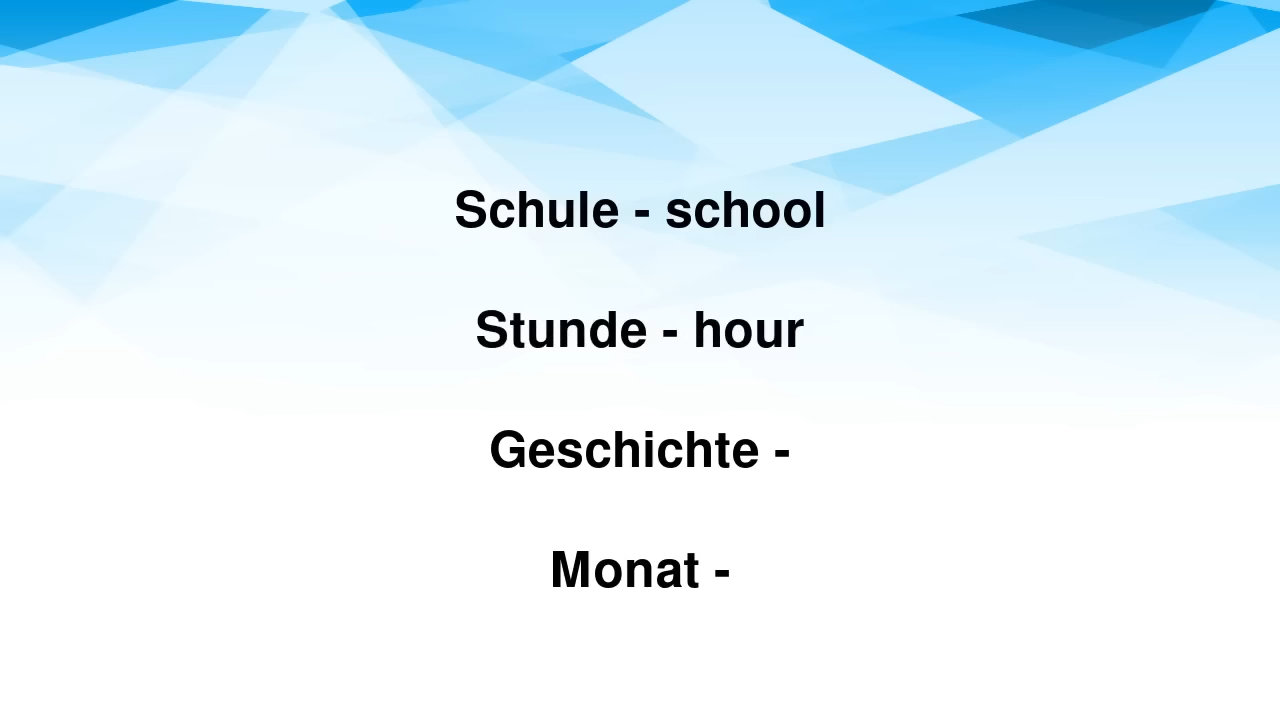 Schule - school
Stunde - hour
Geschichte -
Monat -